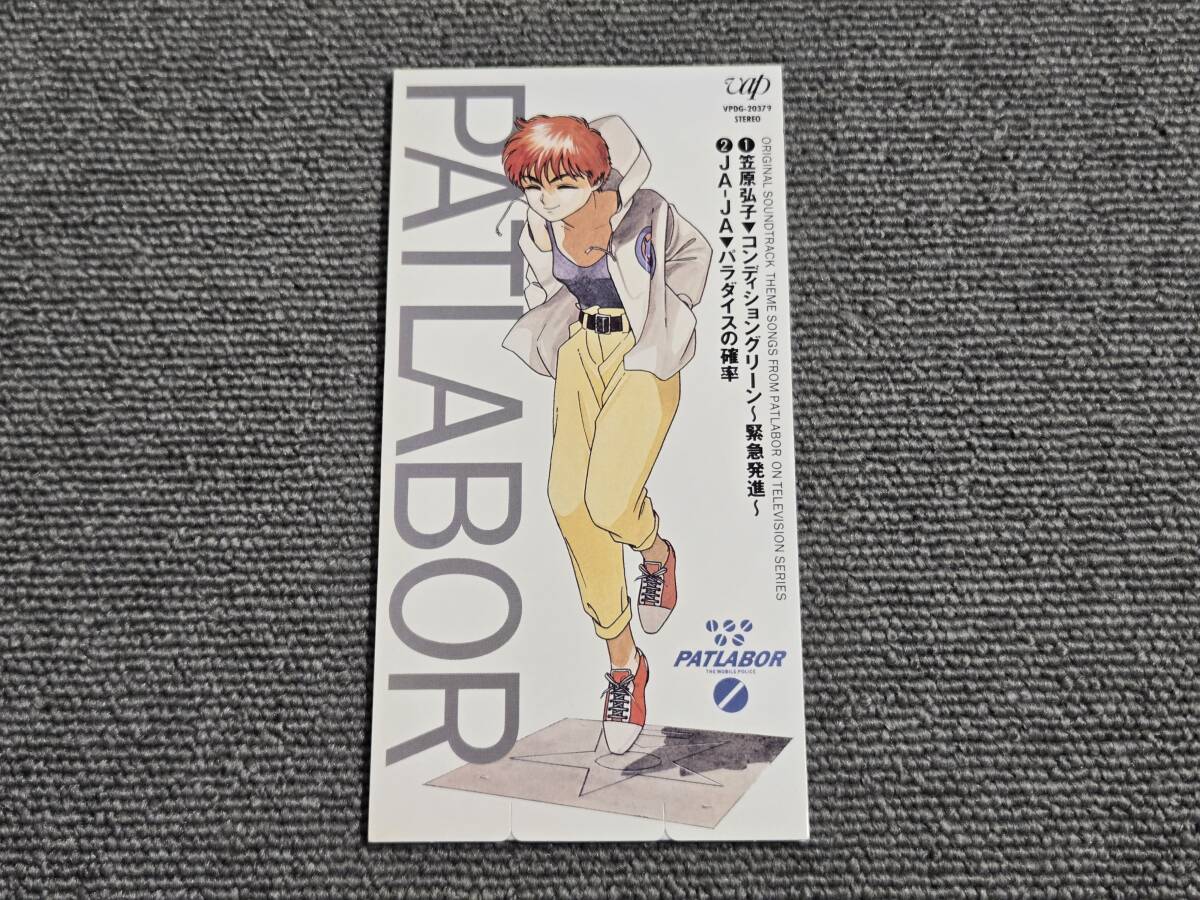 PATLABOR
vap
VPDG-20379
STEREO
ORIGINAL SOUNDTRACK THEME SONGS FROM PATLABOR ON TELEVISION SERIES
❶笠原弘子▼コンディショングリーン〜緊急発進〜
❷JA-JA▼パラダイスの確率
PATLABOR
THE MOBILE POLICE